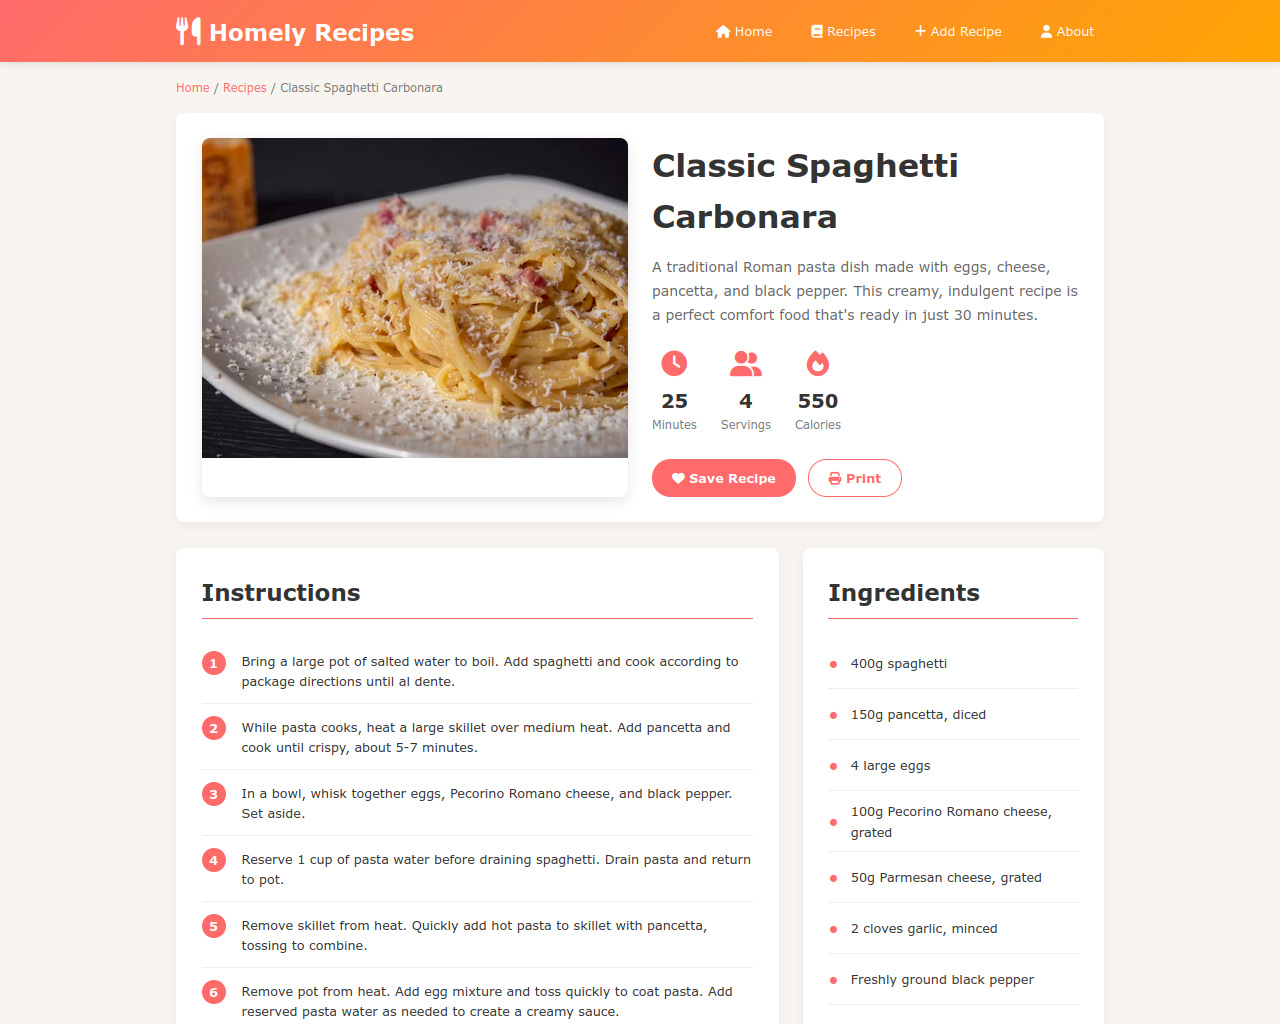 Homely Recipes
Home
Recipes
Add Recipe
About
Home / Recipes / Classic Spaghetti Carbonara
Classic Spaghetti
Carbonara
A traditional Roman pasta dish made with eggs, cheese,
pancetta, and black pepper. This creamy, indulgent recipe is
a perfect comfort food that's ready in just 30 minutes.
25
Minutes
4
Servings
550
Calories
Save Recipe
Print
Instructions
1 Bring a large pot of salted water to boil. Add spaghetti and cook according to
package directions until al dente.
2 While pasta cooks, heat a large skillet over medium heat. Add pancetta and
cook until crispy, about 5-7 minutes.
3 In a bowl, whisk together eggs, Pecorino Romano cheese, and black pepper.
Set aside.
4 Reserve 1 cup of pasta water before draining spaghetti. Drain pasta and return
to pot.
5 Remove skillet from heat. Quickly add hot pasta to skillet with pancetta,
tossing to combine.
6 Remove pot from heat. Add egg mixture and toss quickly to coat pasta. Add
reserved pasta water as needed to create a creamy sauce.
Ingredients
400g spaghetti
150g pancetta, diced
4 large eggs
100g Pecorino Romano cheese,
grated
50g Parmesan cheese, grated
2 cloves garlic, minced
Freshly ground black pepper